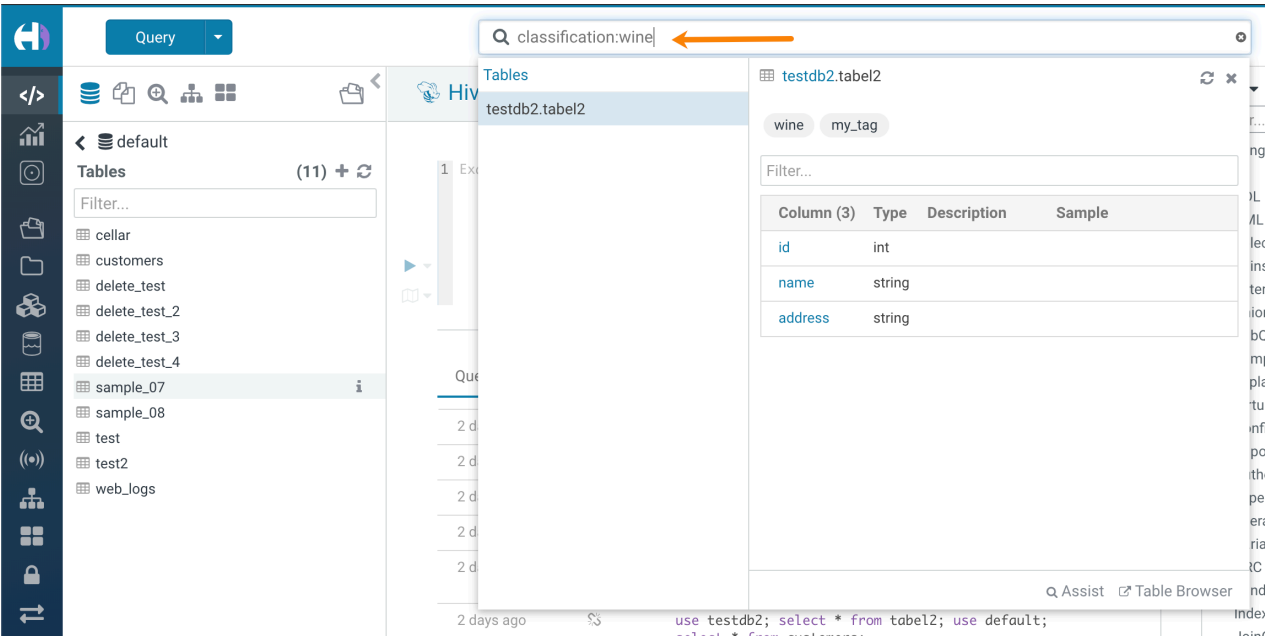 Query
classification:wine
default
Tables (11)
Filter...
cellar
customers
delete_test
delete_test_2
delete_test_3
delete_test_4
sample_07
sample_08
test
test2
web_logs
1
2 days ago
use testdb2; select * from tabel2; use default;
Tables
testdb2.tabel2
testdb2.tabel2
wine my_tag
Filter...
Column (3) Type Description Sample
id int
name string
address string
Assist Table Browser